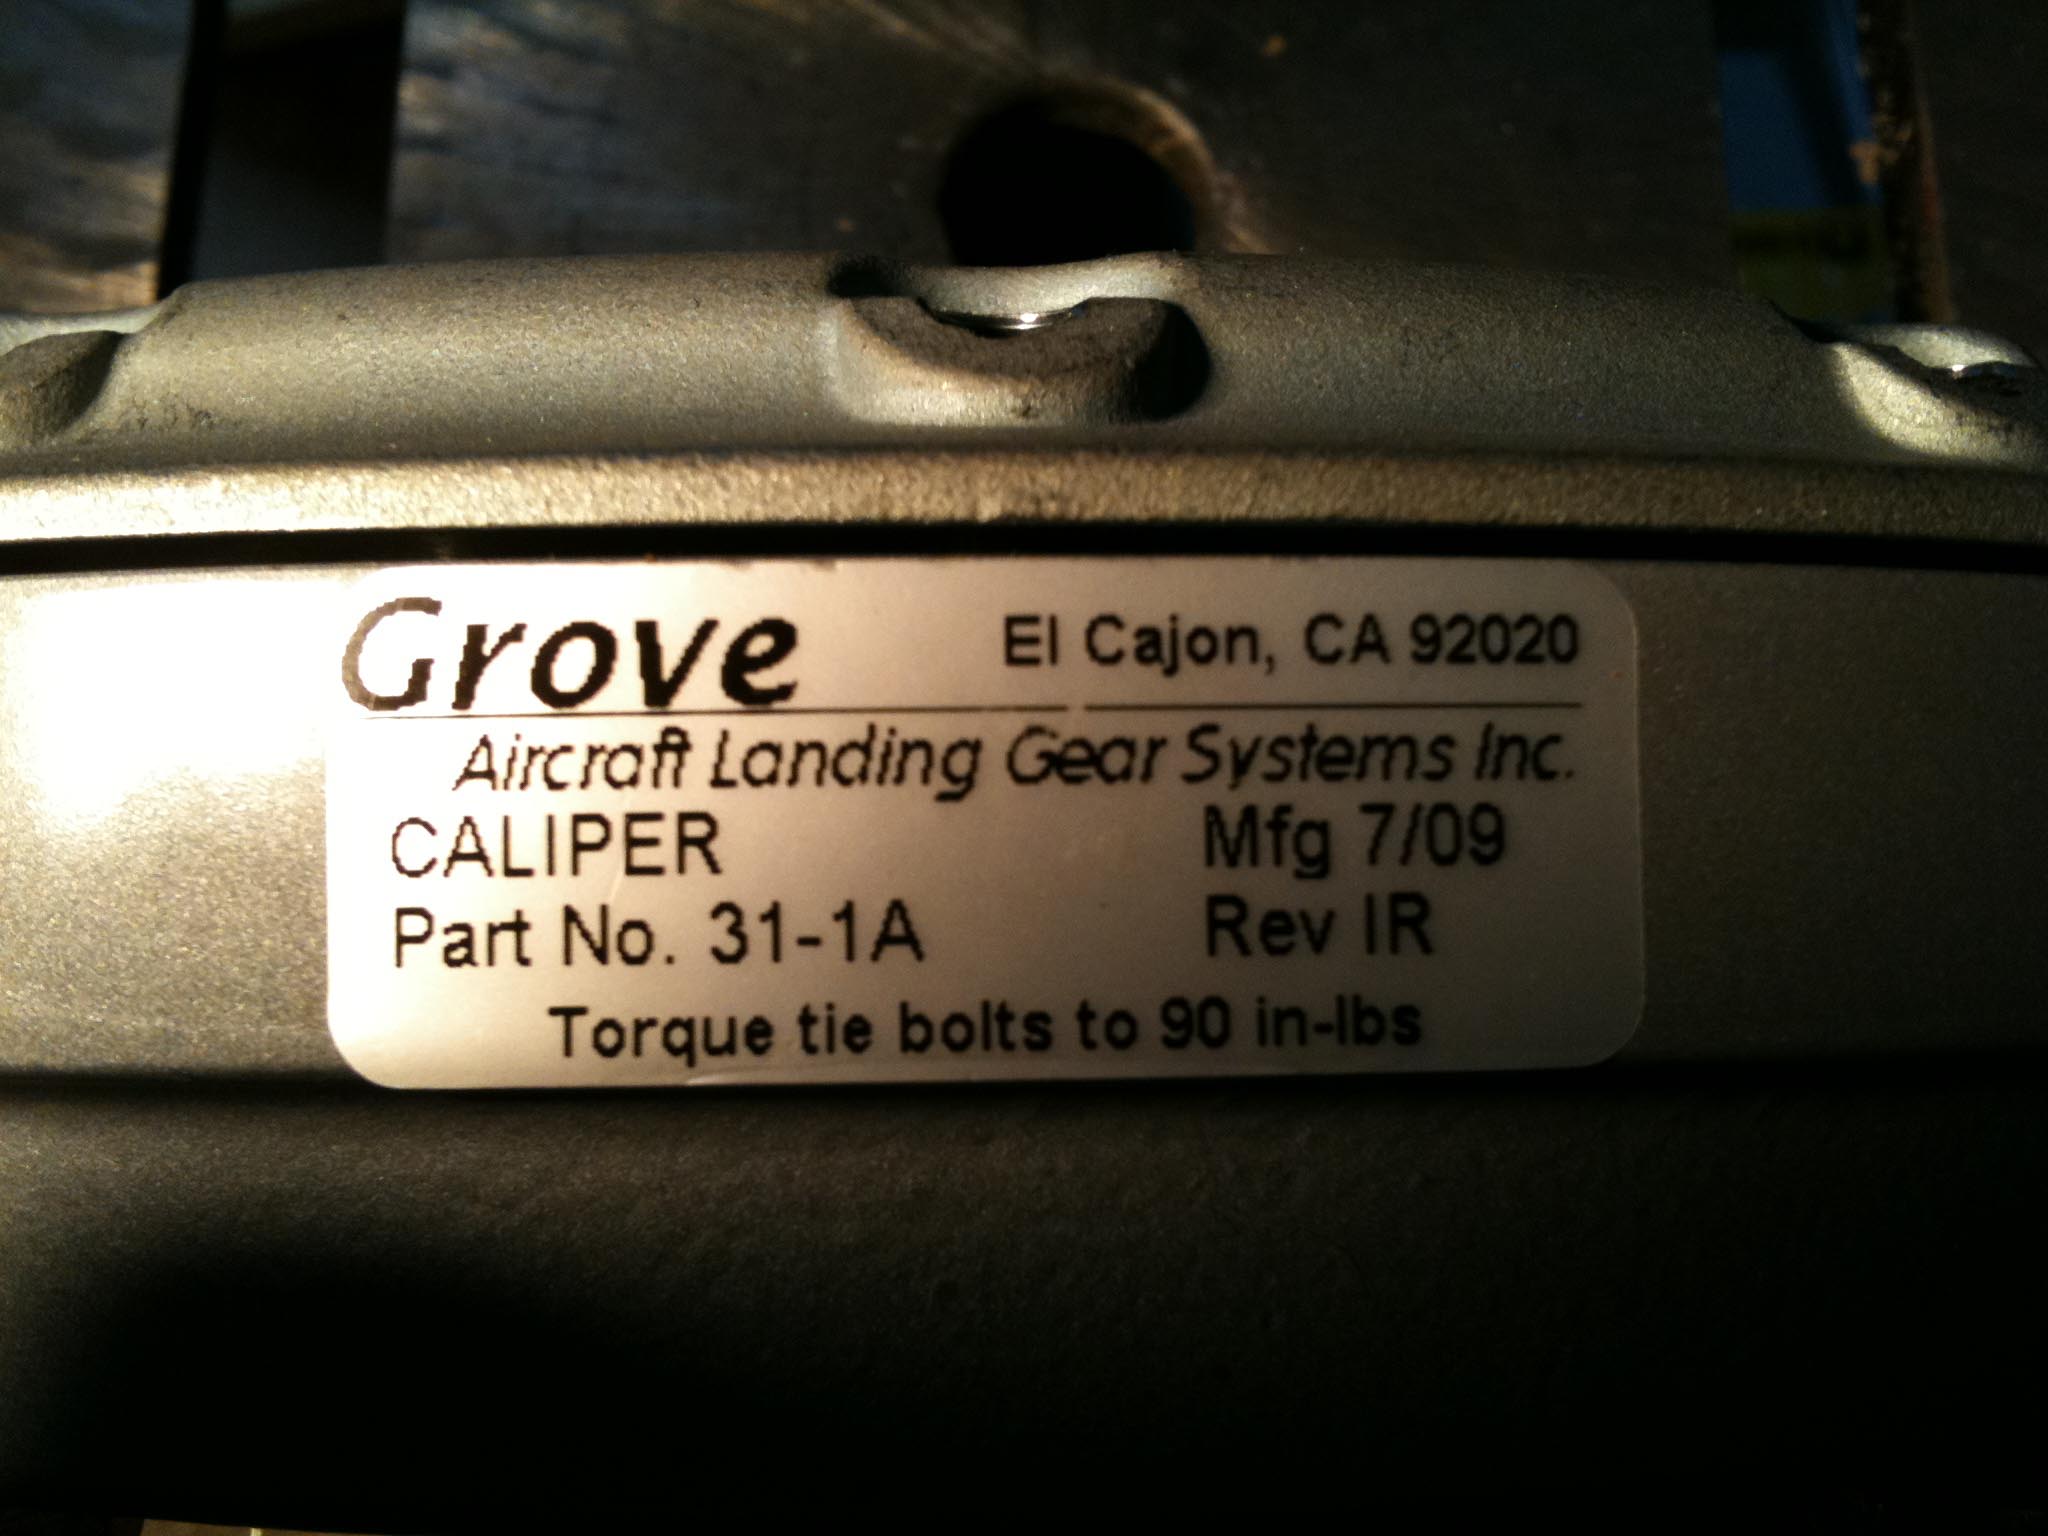 Grove El Cajon, CA 92020
Aircraft Landing Gear Systems Inc.
CALIPER Mfg 7/09
Part No. 31-1A Rev IR
Torque tie bolts to 90 in-lbs